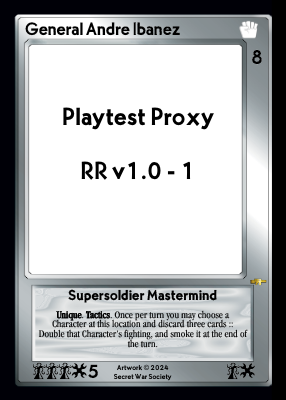 General Andre Ibanez
8
Playtest Proxy
RR v1.0 - 1
Supersoldier Mastermind
Unique. Tactics. Once per turn you may choose a
Character at this location and discard three cards ::
Double that Character's fighting, and smoke it at the end of
the turn.
5
Artwork © 2024
Secret War Society